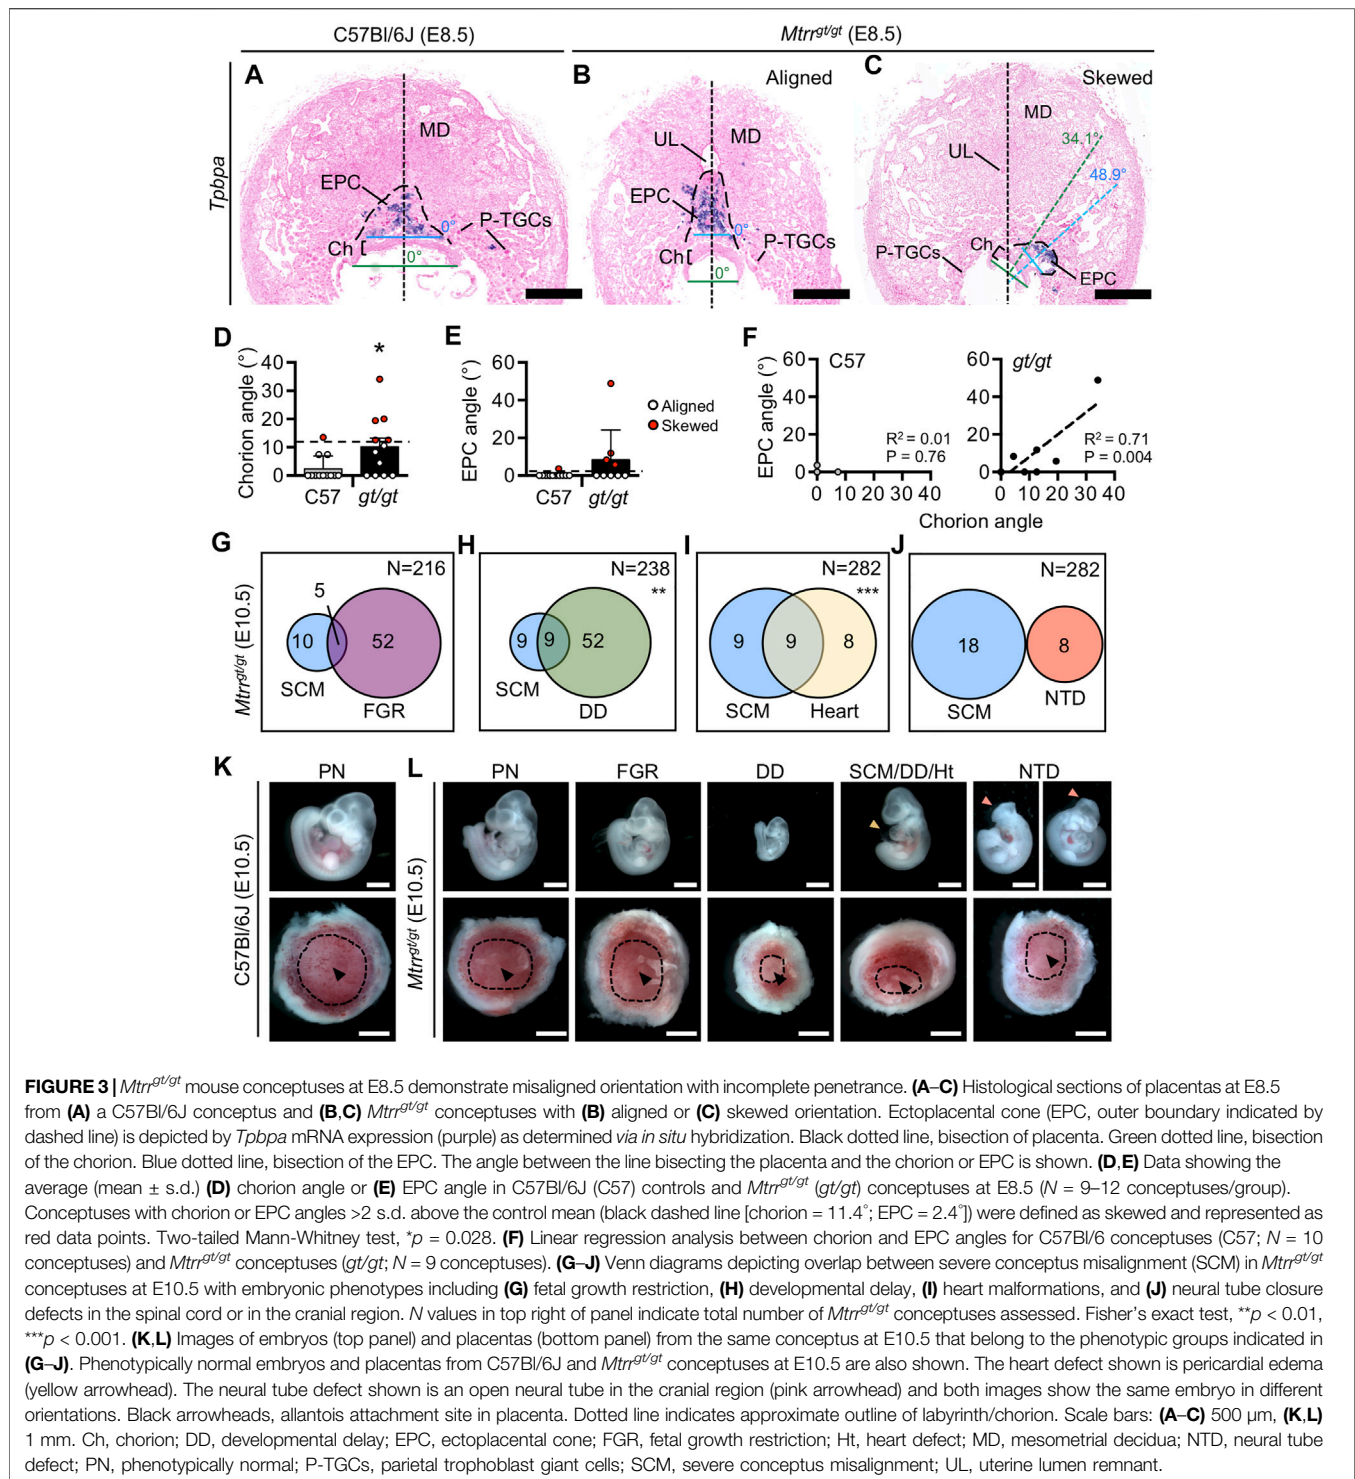 C57Bl/6J (E8.5)
Mtrr^gt/gt (E8.5)
A
B
Aligned
C
Skewed
Tpbpa
MD
EPC
P-TGCs
Ch
0°
0°
UL
MD
EPC
P-TGCs
Ch
0°
0°
MD
UL
34.1°
48.9°
Ch
P-TGCs
EPC
D
Chorion angle (°)
40
30
20
10
0
*
C57
gt/gt
E
EPC angle (°)
60
40
20
0
C57
gt/gt
Aligned
Skewed
F
EPC angle (°)
60
40
20
0
C57
R² = 0.01
P = 0.76
0 10 20 30 40
60
40
20
0
gt/gt
R² = 0.71
P = 0.004
0 10 20 30 40
Chorion angle
Mtrr^gt/gt (E10.5)
G
N=216
5
10
52
SCM
FGR
H
N=238
**
9
9
52
SCM
DD
I
N=282
***
9
9
8
SCM
Heart
J
N=282
18
8
SCM
NTD
K
PN
C57Bl/6J (E10.5)
L
Mtrr^gt/gt (E10.5)
PN
FGR
DD
SCM/DD/Ht
NTD
FIGURE 3 | Mtrr^gt/gt mouse conceptuses at E8.5 demonstrate misaligned orientation with incomplete penetrance. (A–C) Histological sections of placentas at E8.5
from (A) a C57Bl/6J conceptus and (B,C) Mtrr^gt/gt conceptuses with (B) aligned or (C) skewed orientation. Ectoplacental cone (EPC, outer boundary indicated by
dashed line) is depicted by Tpbpa mRNA expression (purple) as determined via in situ hybridization. Black dotted line, bisection of placenta. Green dotted line, bisection
of the chorion. Blue dotted line, bisection of the EPC. The angle between the line bisecting the placenta and the chorion or EPC is shown. (D,E) Data showing the
average (mean ± s.d.) (D) chorion angle or (E) EPC angle in C57Bl/6J (C57) controls and Mtrr^gt/gt (gt/gt) conceptuses at E8.5 (N = 9–12 conceptuses/group).
Conceptuses with chorion or EPC angles >2 s.d. above the control mean (black dashed line [chorion = 11.4°; EPC = 2.4°]) were defined as skewed and represented as
red data points. Two-tailed Mann-Whitney test, *p = 0.028. (F) Linear regression analysis between chorion and EPC angles for C57Bl/6 conceptuses (C57; N = 10
conceptuses) and Mtrr^gt/gt conceptuses (gt/gt; N = 9 conceptuses). (G–J) Venn diagrams depicting overlap between severe conceptus misalignment (SCM) in Mtrr^gt/gt
conceptuses at E10.5 with embryonic phenotypes including (G) fetal growth restriction, (H) developmental delay, (I) heart malformations, and (J) neural tube closure
defects in the spinal cord or in the cranial region. N values in top right of panel indicate total number of Mtrr^gt/gt conceptuses assessed. Fisher's exact test, **p < 0.01,
***p < 0.001. (K,L) Images of embryos (top panel) and placentas (bottom panel) from the same conceptus at E10.5 that belong to the phenotypic groups indicated in
(G–J). Phenotypically normal embryos and placentas from C57Bl/6J and Mtrr^gt/gt conceptuses at E10.5 are also shown. The heart defect shown is pericardial edema
(yellow arrowhead). The neural tube defect shown is an open neural tube in the cranial region (pink arrowhead) and both images show the same embryo in different
orientations. Black arrowheads, allantois attachment site in placenta. Dotted line indicates approximate outline of labyrinth/chorion. Scale bars: (A–C) 500 µm, (K,L)
1 mm. Ch, chorion; DD, developmental delay; EPC, ectoplacental cone; FGR, fetal growth restriction; Ht, heart defect; MD, mesometrial decidua; NTD, neural tube
defect; PN, phenotypically normal; P-TGCs, parietal trophoblast giant cells; SCM, severe conceptus misalignment; UL, uterine lumen remnant.